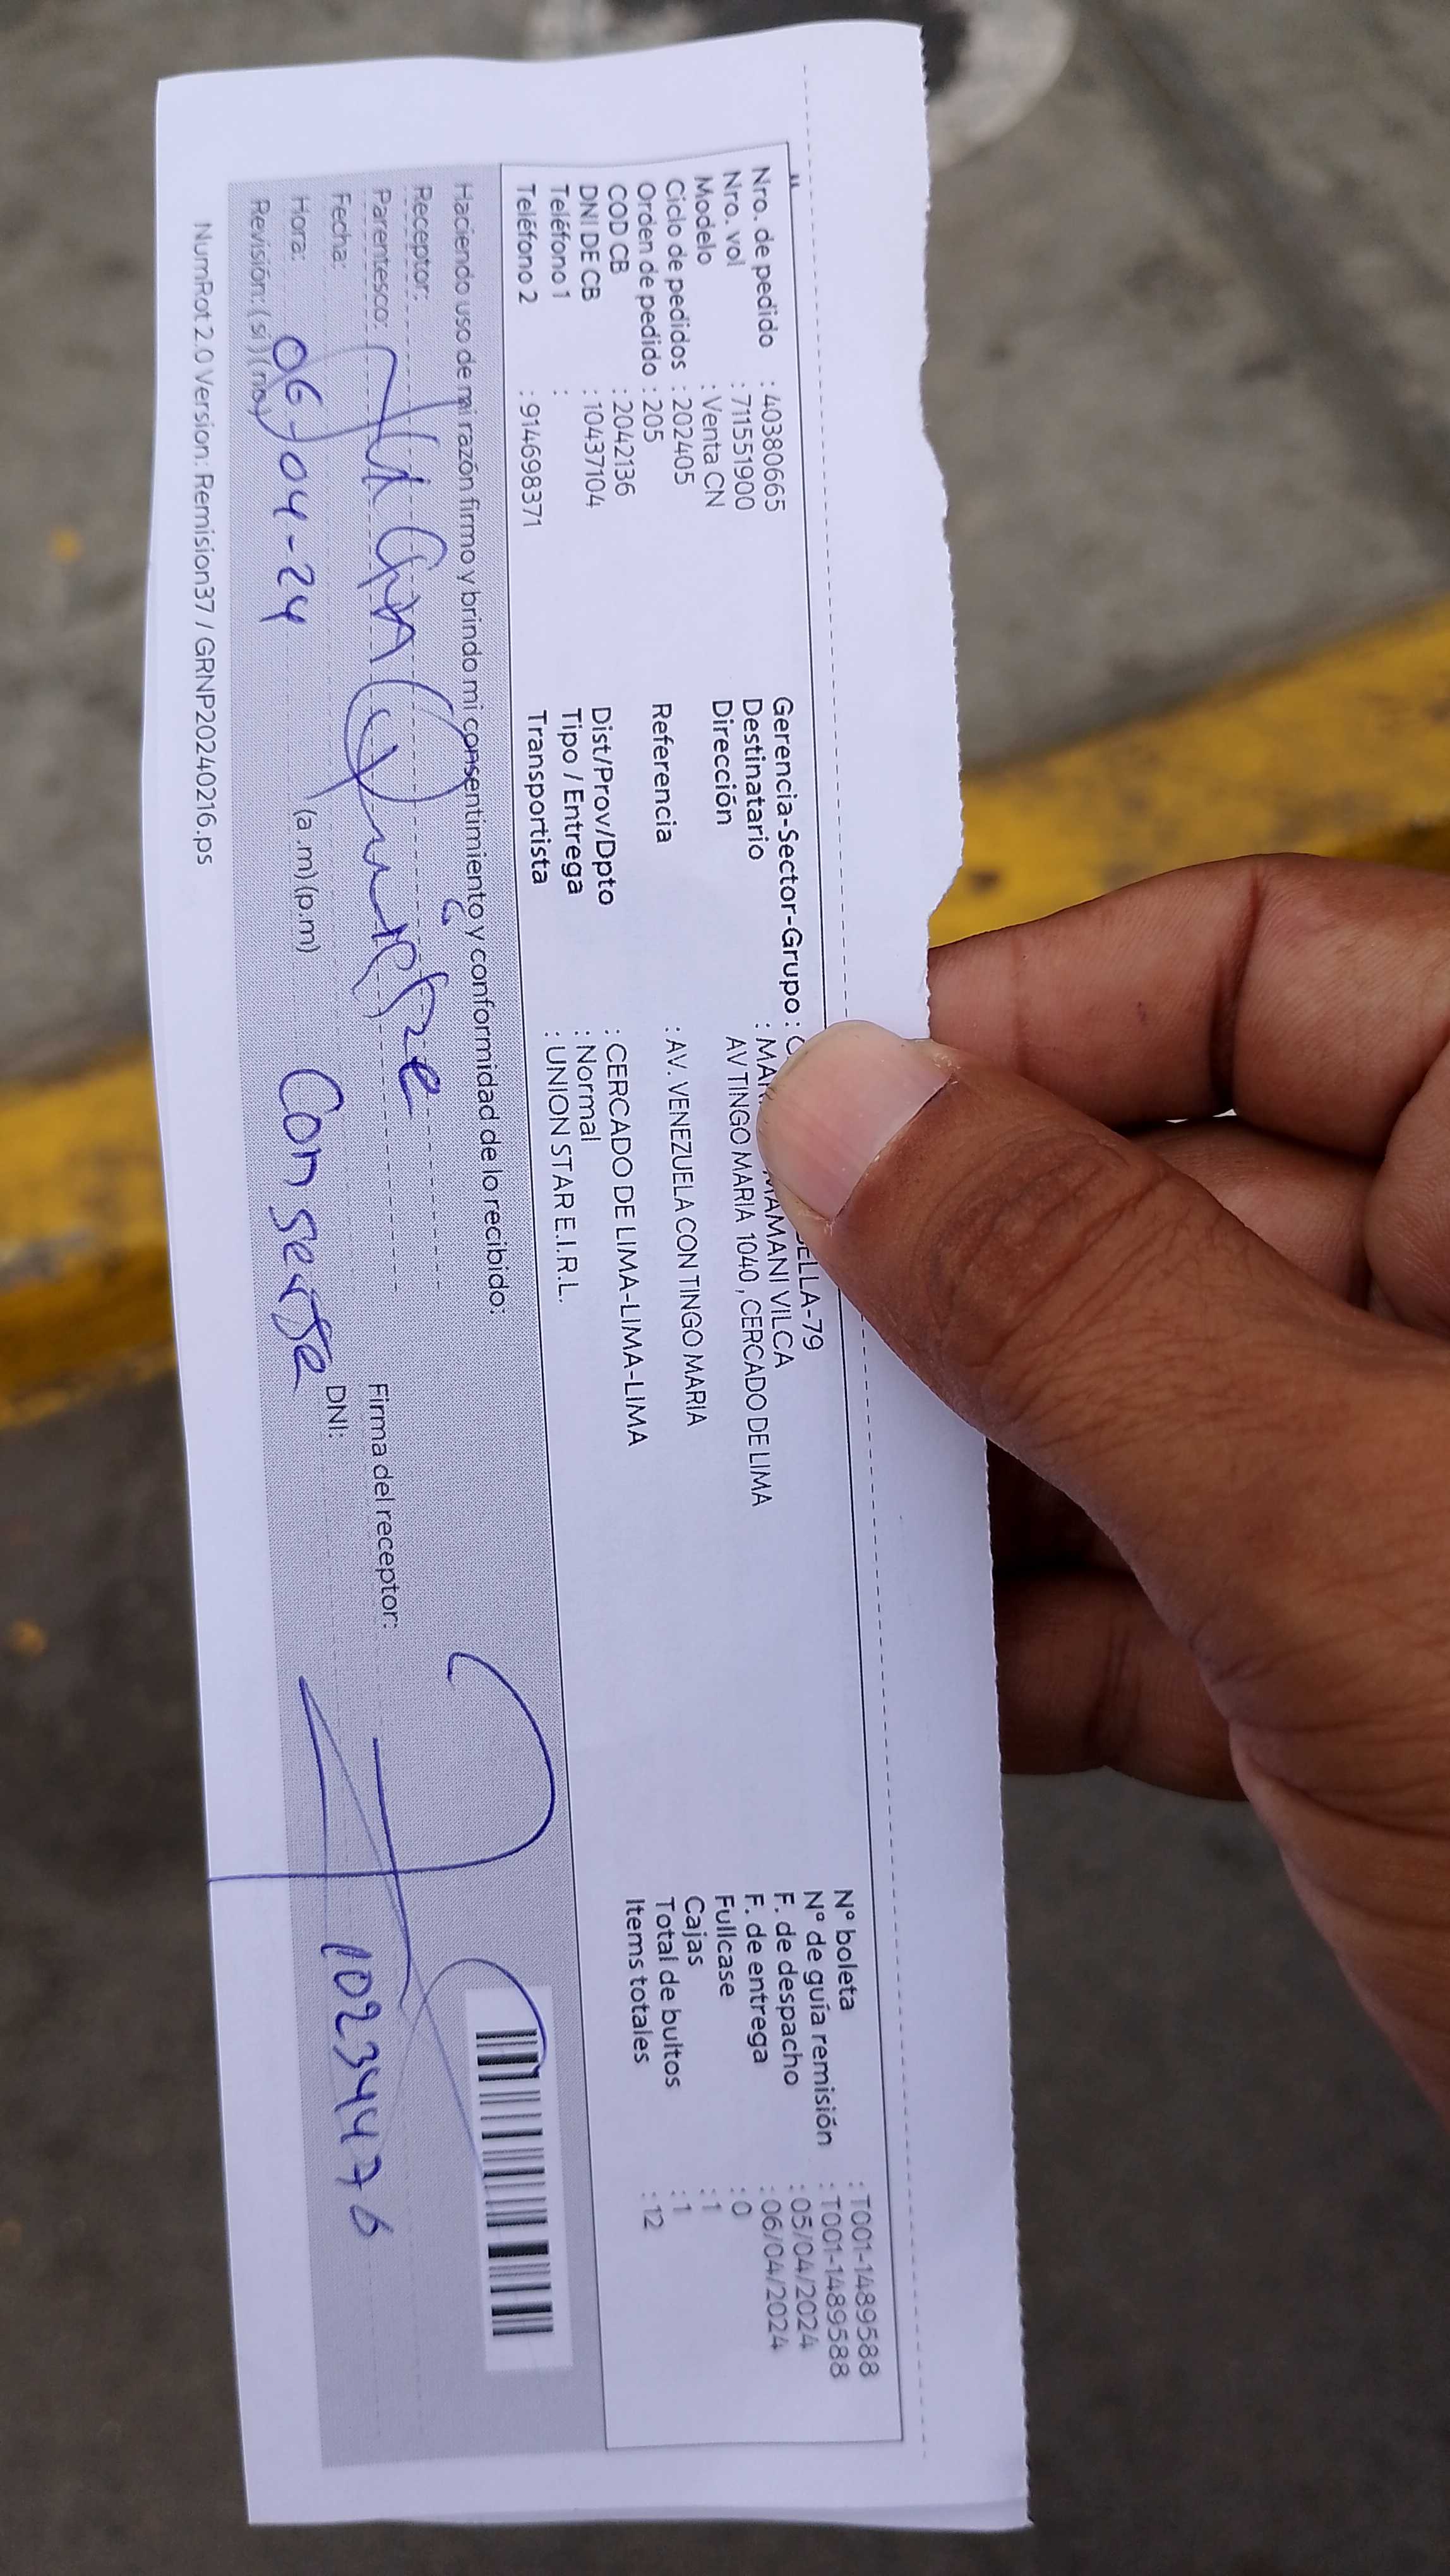 Nro. de pedido : 40380665
Nro. vol : 711551900
Modelo : Venta CN
Ciclo de pedidos : 202405
Orden de pedido : 205
COD CB : 2042136
DNI DE CB : 10437104
Teléfono 1 :
Teléfono 2 : 914698371
Gerencia-Sector-Grupo : ELLA-79
Destinatario : MAMANI VILCA
Dirección AV TINGO MARIA 1040 , CERCADO DE LIMA
Referencia : AV. VENEZUELA CON TINGO MARIA
Dist/Prov/Dpto : CERCADO DE LIMA-LIMA-LIMA
Tipo / Entrega : Normal
Transportista : UNION STAR E.I.R.L.
N° boleta : T001-1489588
N° de guía remisión : T001-1489588
F. de despacho : 05/04/2024
F. de entrega : 06/04/2024
Fullcase : 0
Cajas : 1
Total de bultos : 1
Items totales : 12
Haciendo uso de mi razón firmo y brindo mi consentimiento y conformidad de lo recibido:
Receptor:
Parentesco:
Fecha:
Hora: 06-04-24 (a.m) (p.m)
Revisión: (si) (no)
Firma del receptor:
DNI: 10234476
NumRot 2.0 Version: Remision37 / GRNP20240216.ps